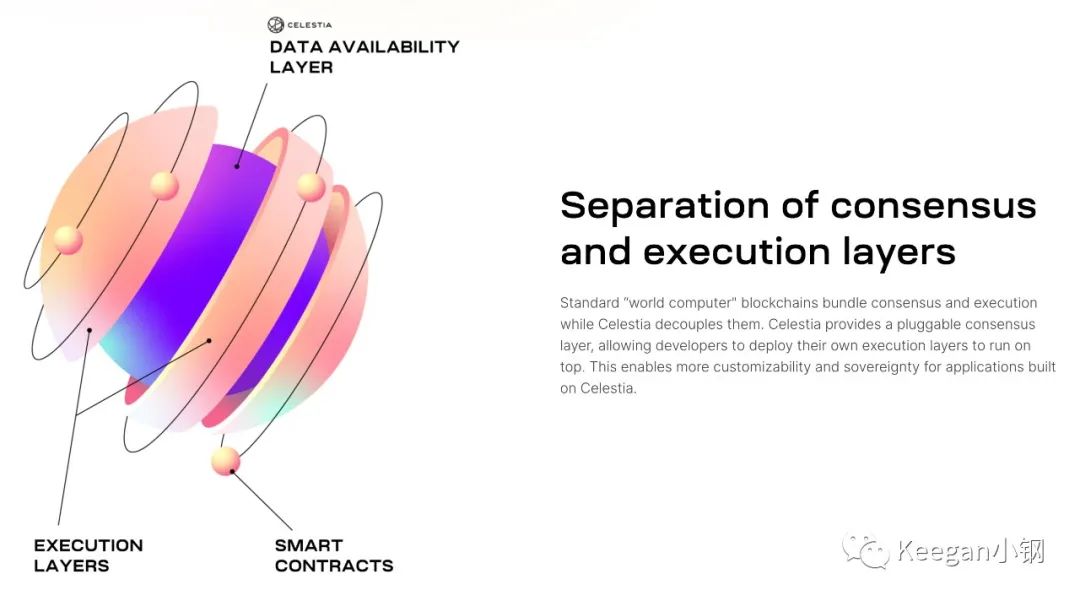 CELESTIA
DATA AVAILABILITY
LAYER
EXECUTION
LAYERS
SMART
CONTRACTS
Separation of consensus
and execution layers
Standard “world computer" blockchains bundle consensus and execution
while Celestia decouples them. Celestia provides a pluggable consensus
layer, allowing developers to deploy their own execution layers to run on
top. This enables more customizability and sovereignty for applications built
on Celestia.
Keegan小钢